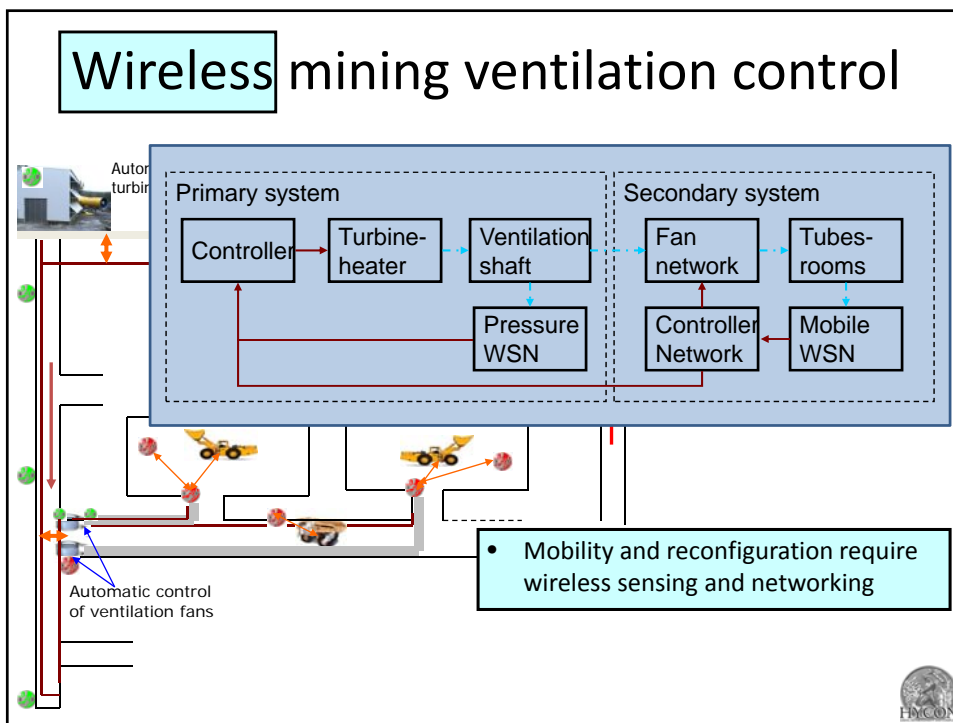 Wireless mining ventilation control
turbin
Primary system
Secondary system
Controller
Turbine-
heater
Ventilation
shaft
Fan
network
Tubes-
rooms
Pressure
WSN
Controller
Network
Mobile
WSN
• Mobility and reconfiguration require
wireless sensing and networking
Automatic control
of ventilation fans
HYCON